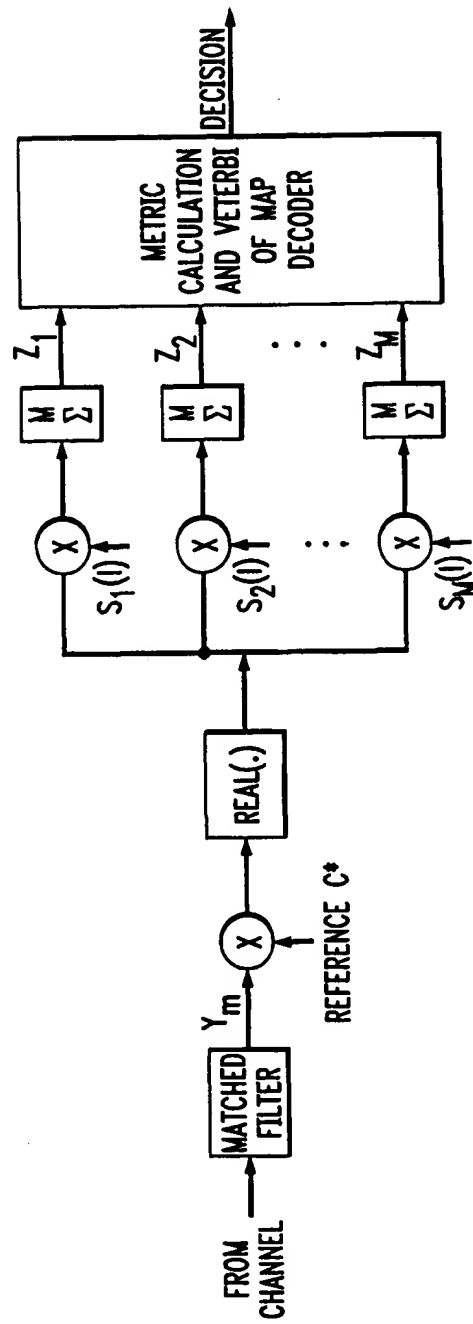 FROM
CHANNEL
MATCHED
FILTER
Ym
X
REFERENCE C*
REAL(.)
X
S1(l)
M
Σ
Z1
X
S2(l)
M
Σ
Z2
...
...
X
SM(l)
M
Σ
ZM
METRIC
CALCULATION
AND VETERBI
OF MAP
DECODER
DECISION